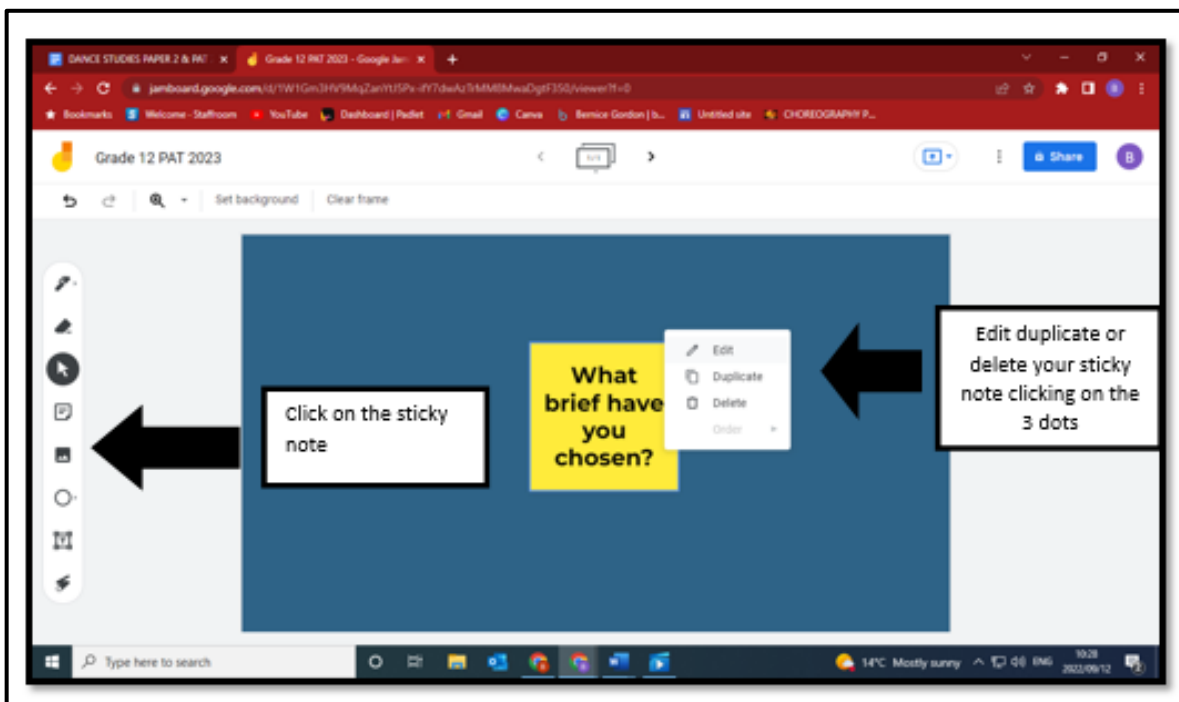 DANCE STUDIES PAPER 2 & PAT
Grade 12 PAT 2023 - Google Jam
Bookmarks Welcome - Staffroom YouTube Dashboard | Padlet Gmail Canva Bernice Gordon | b... Untitled site CHOREOGRAPHY P...
Grade 12 PAT 2023
Share
B
Set background Clear frame
What
brief have
you
chosen?
Edit
Duplicate
Delete
Order
Click on the sticky
note
Edit duplicate or
delete your sticky
note clicking on the
3 dots
Type here to search
14°C Mostly sunny
ENG
10:28
2022/09/12